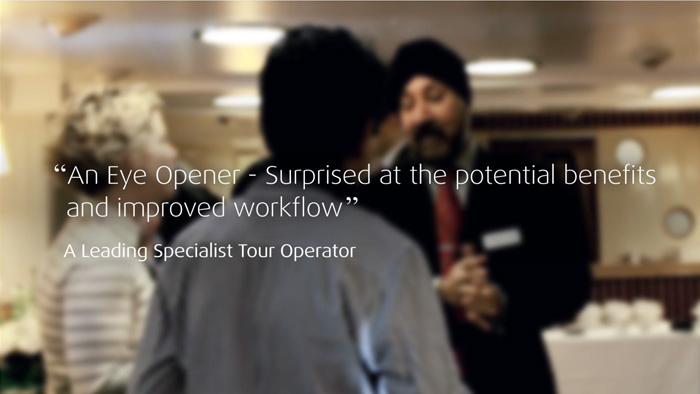 “An Eye Opener - Surprised at the potential benefits
and improved workflow”
A Leading Specialist Tour Operator